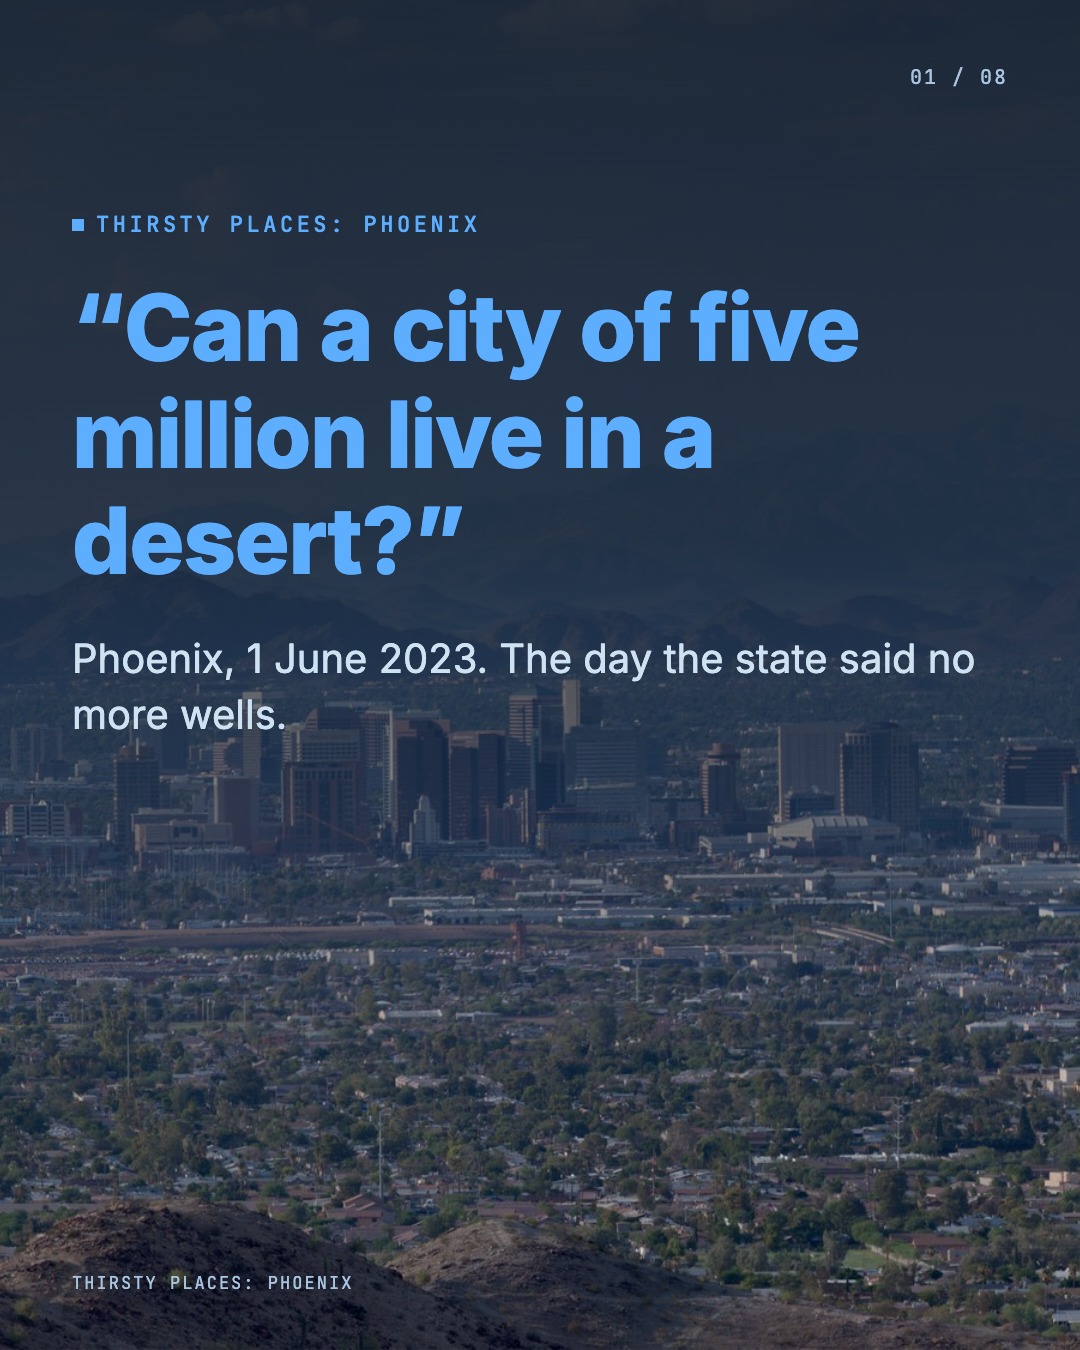 01 / 08
THIRSTY PLACES: PHOENIX
“Can a city of five
million live in a
desert?”
Phoenix, 1 June 2023. The day the state said no
more wells.
THIRSTY PLACES: PHOENIX